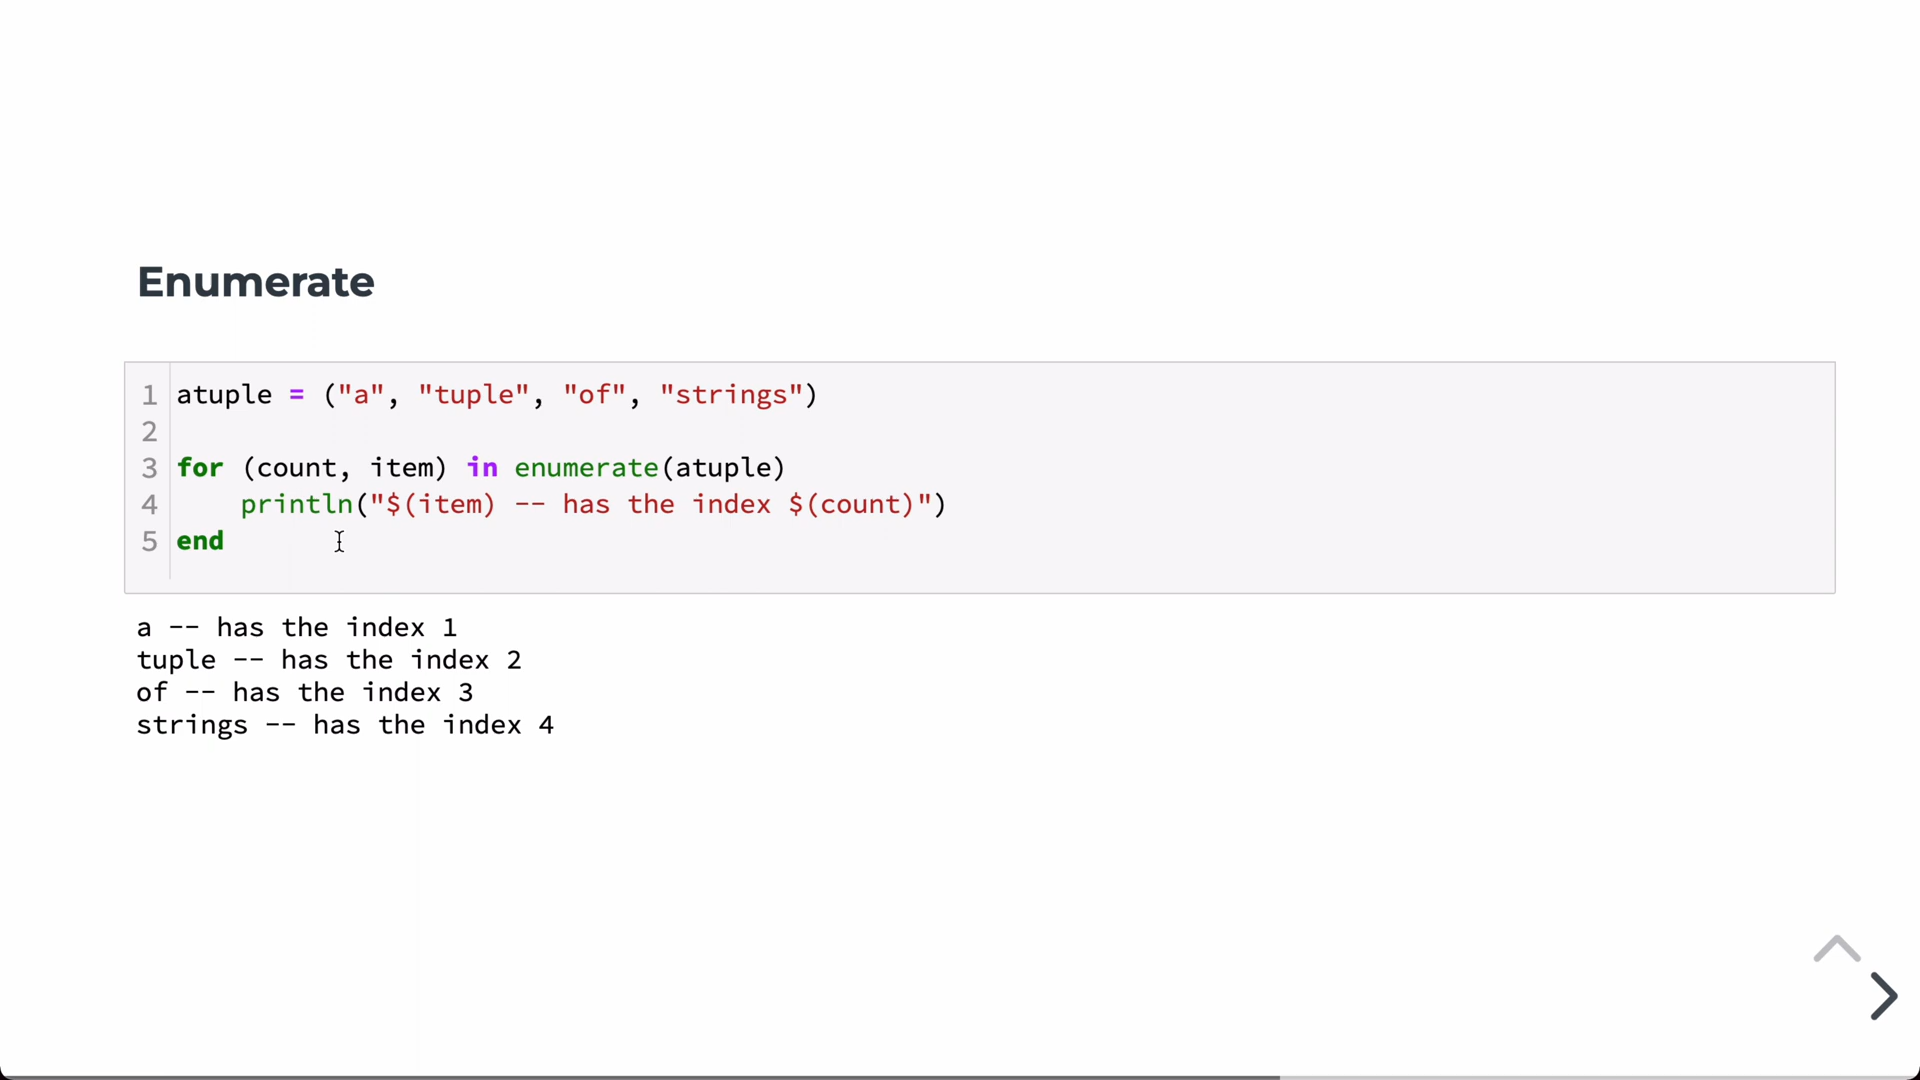 Enumerate
1 atuple = ("a", "tuple", "of", "strings")
2
3 for (count, item) in enumerate(atuple)
4     println("$(item) -- has the index $(count)")
5 end
a -- has the index 1
tuple -- has the index 2
of -- has the index 3
strings -- has the index 4